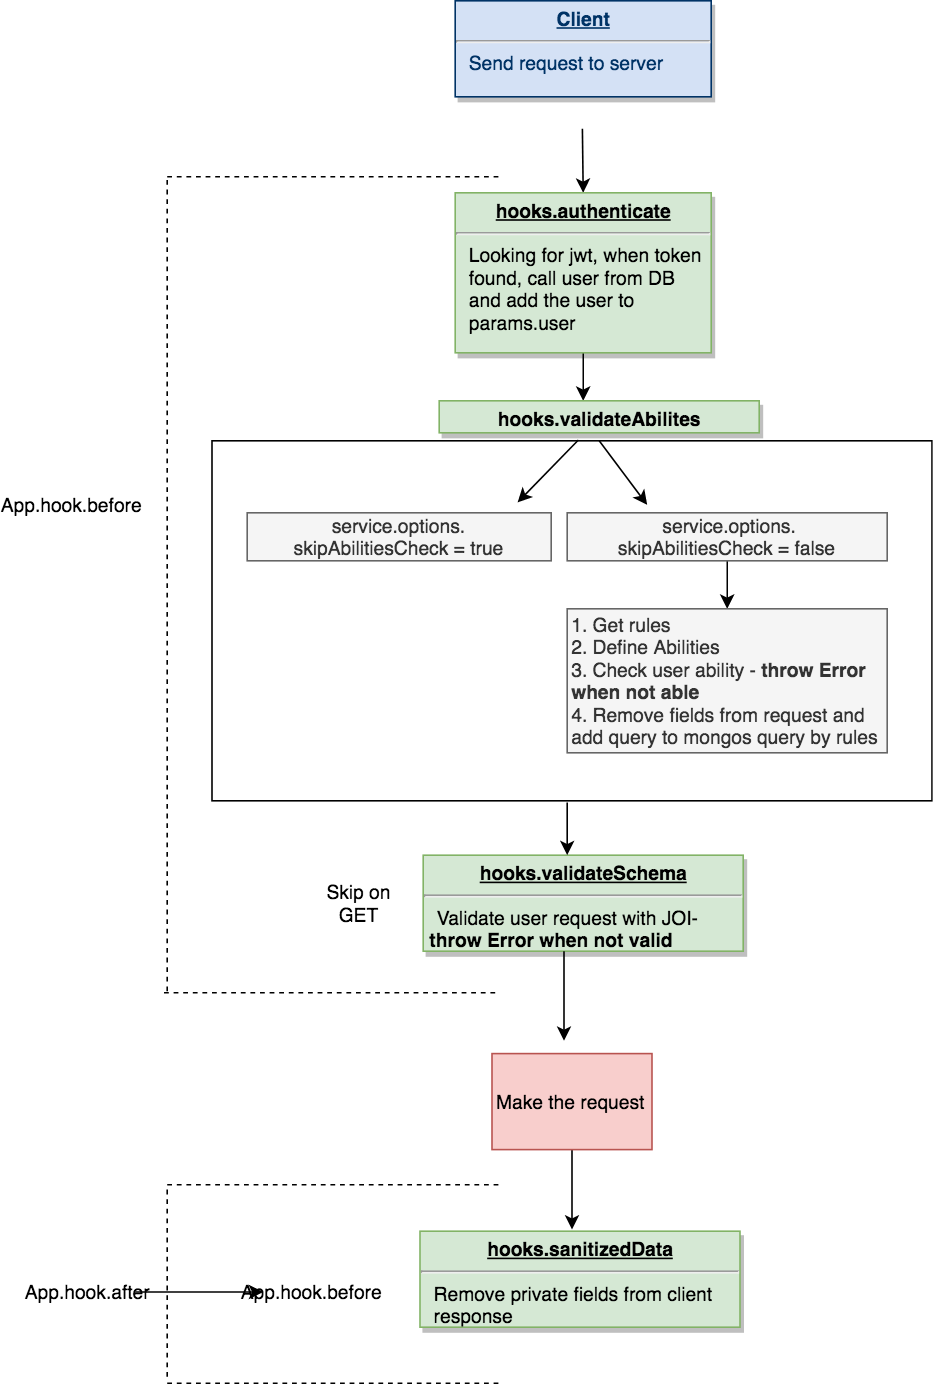 Client
Send request to server
hooks.authenticate
Looking for jwt, when token
found, call user from DB
and add the user to
params.user
hooks.validateAbilites
App.hook.before
service.options.
skipAbilitiesCheck = true
service.options.
skipAbilitiesCheck = false
1. Get rules
2. Define Abilities
3. Check user ability - throw Error
when not able
4. Remove fields from request and
add query to mongos query by rules
Skip on
GET
hooks.validateSchema
Validate user request with JOI-
throw Error when not valid
Make the request
App.hook.after
App.hook.before
hooks.sanitizedData
Remove private fields from client
response